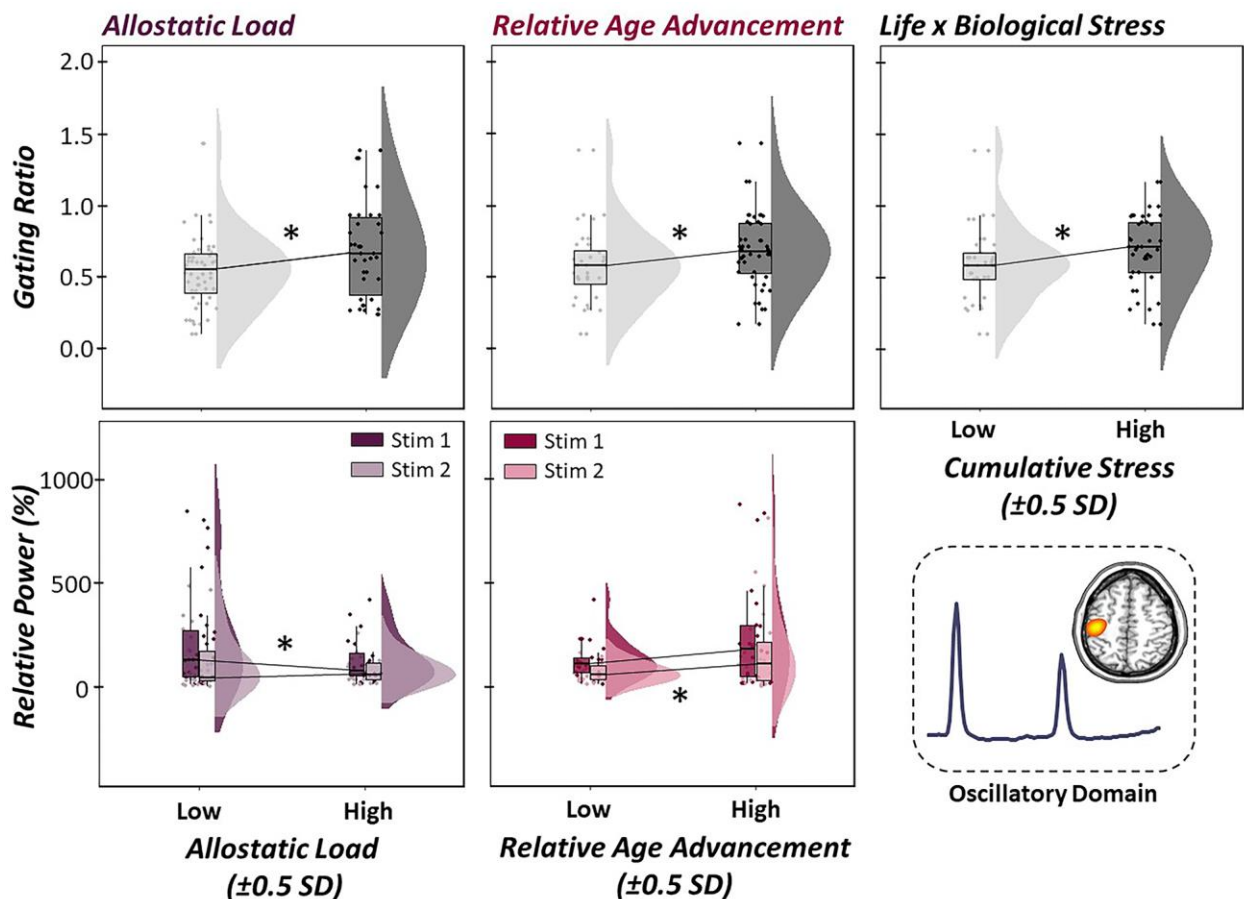 Allostatic Load
Relative Age Advancement
Life x Biological Stress
Gating Ratio
2.0
1.5
1.0
0.5
0.0
*
*
*
Low
High
Cumulative Stress
(±0.5 SD)
Relative Power (%)
1000
500
0
Stim 1
Stim 2
*
Low
High
Allostatic Load
(±0.5 SD)
Stim 1
Stim 2
*
Low
High
Relative Age Advancement
(±0.5 SD)
Oscillatory Domain